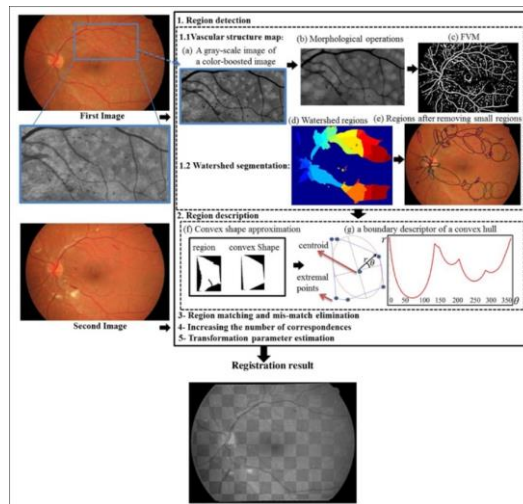 1. Region detection
1.1Vascular structure map:
(a) A gray-scale image of
a color-boosted image
(b) Morphological operations
(c) FVM
First Image
(d) Watershed regions
(e) Regions after removing small regions
1.2 Watershed segmentation:
2. Region description
(f) Convex shape approximation
(g) a boundary descriptor of a convex hull
region
convex Shape
centroid
extremal
points
r
θ
r
0 50 100 150 200 250 300 350 θ
Second Image
3- Region matching and mis-match elimination
4- Increasing the number of correspondences
5- Transformation parameter estimation
Registration result